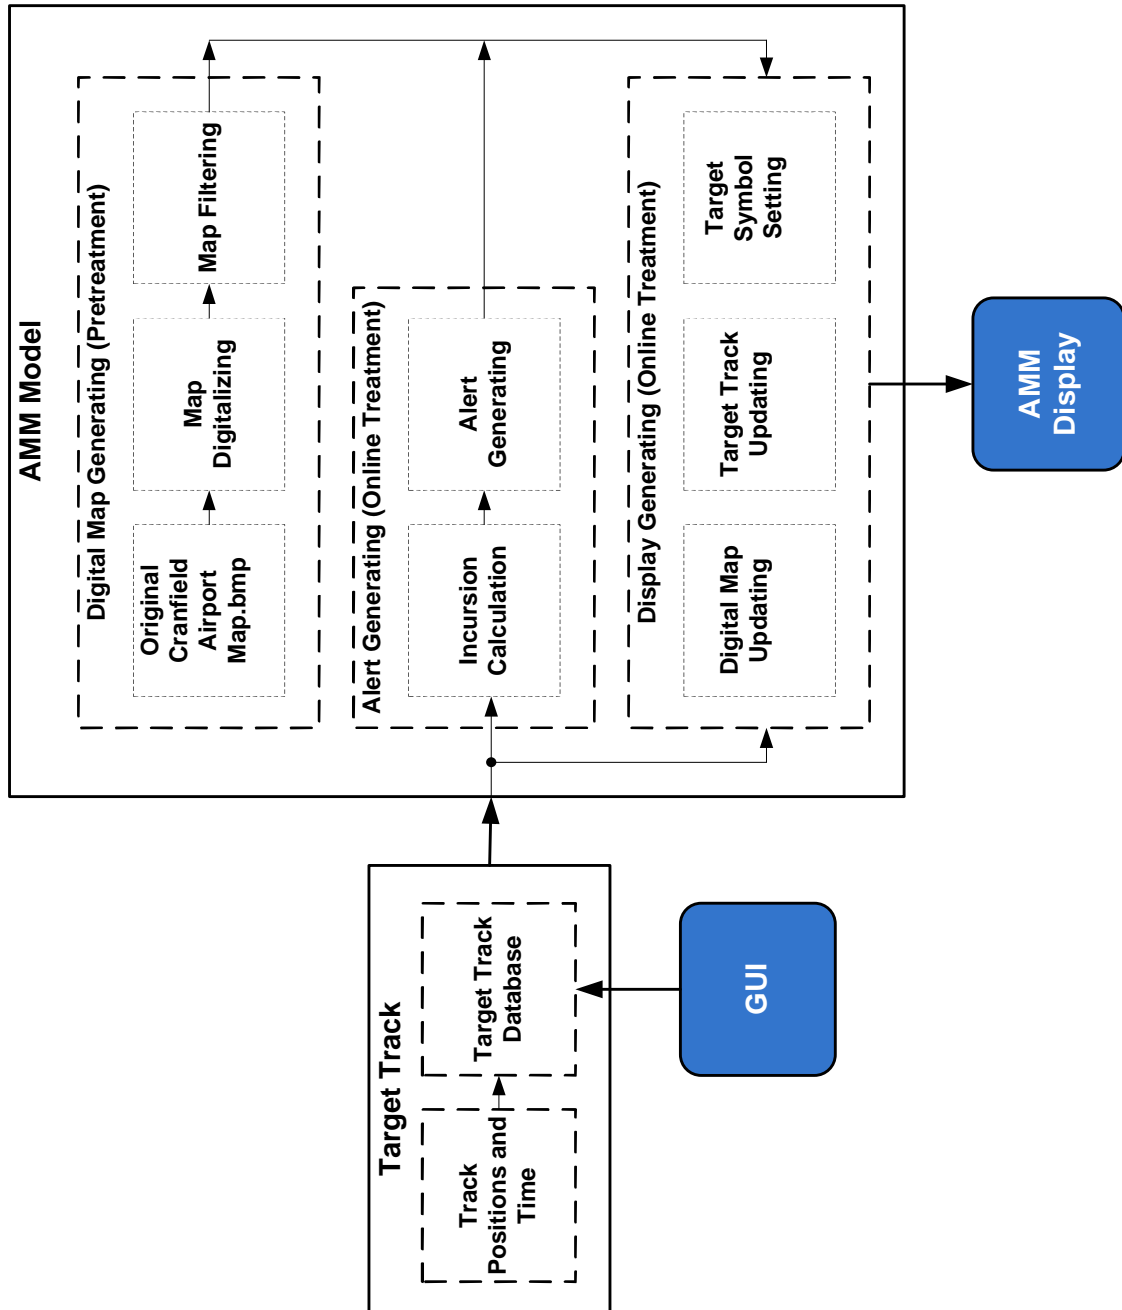 AMM Model
Digital Map Generating (Pretreatment)
Original
Cranfield
Airport
Map.bmp
Map
Digitalizing
Map Filtering
Alert Generating (Online Treatment)
Incursion
Calculation
Alert
Generating
Display Generating (Online Treatment)
Digital Map
Updating
Target Track
Updating
Target
Symbol
Setting
Target Track
Track
Positions and
Time
Target Track
Database
GUI
AMM
Display